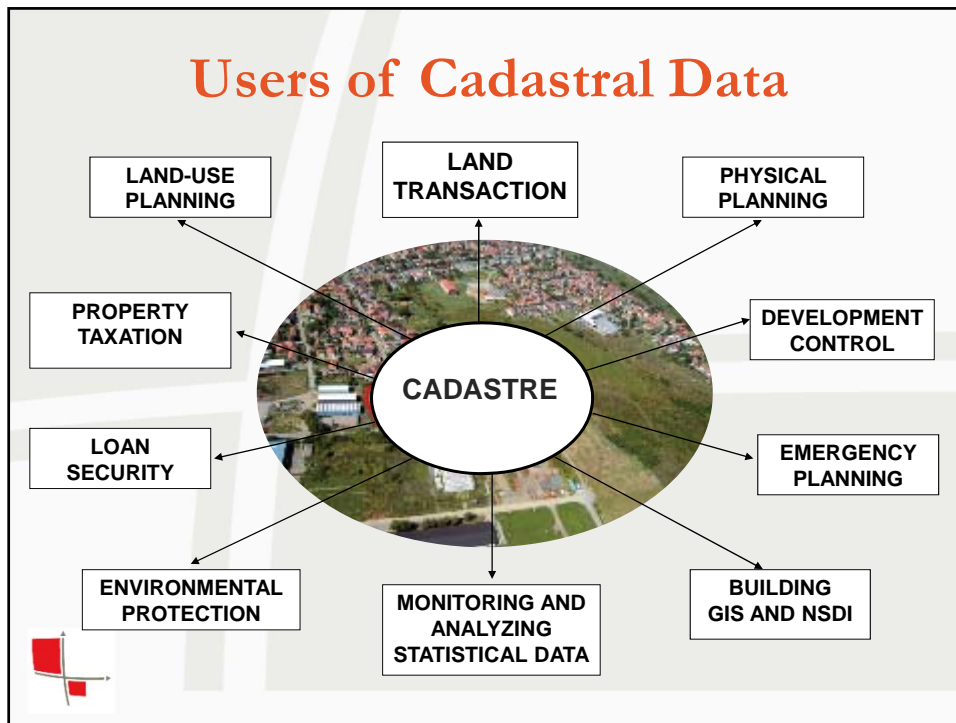 Users of Cadastral Data
LAND-USE
PLANNING
LAND
TRANSACTION
PHYSICAL
PLANNING
PROPERTY
TAXATION
DEVELOPMENT
CONTROL
CADASTRE
LOAN
SECURITY
EMERGENCY
PLANNING
ENVIRONMENTAL
PROTECTION
MONITORING AND
ANALYZING
STATISTICAL DATA
BUILDING
GIS AND NSDI